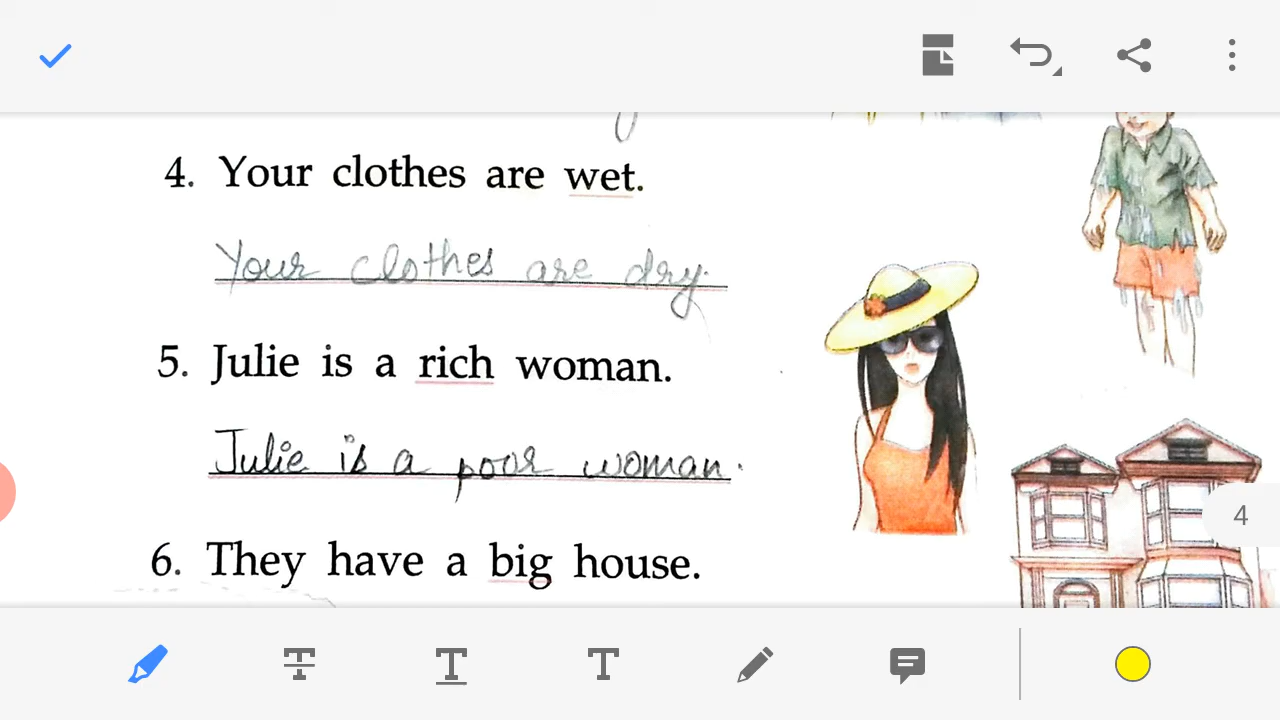 4. Your clothes are wet.
Your clothes are dry.
5. Julie is a rich woman.
Julie is a poor woman.
6. They have a big house.
4